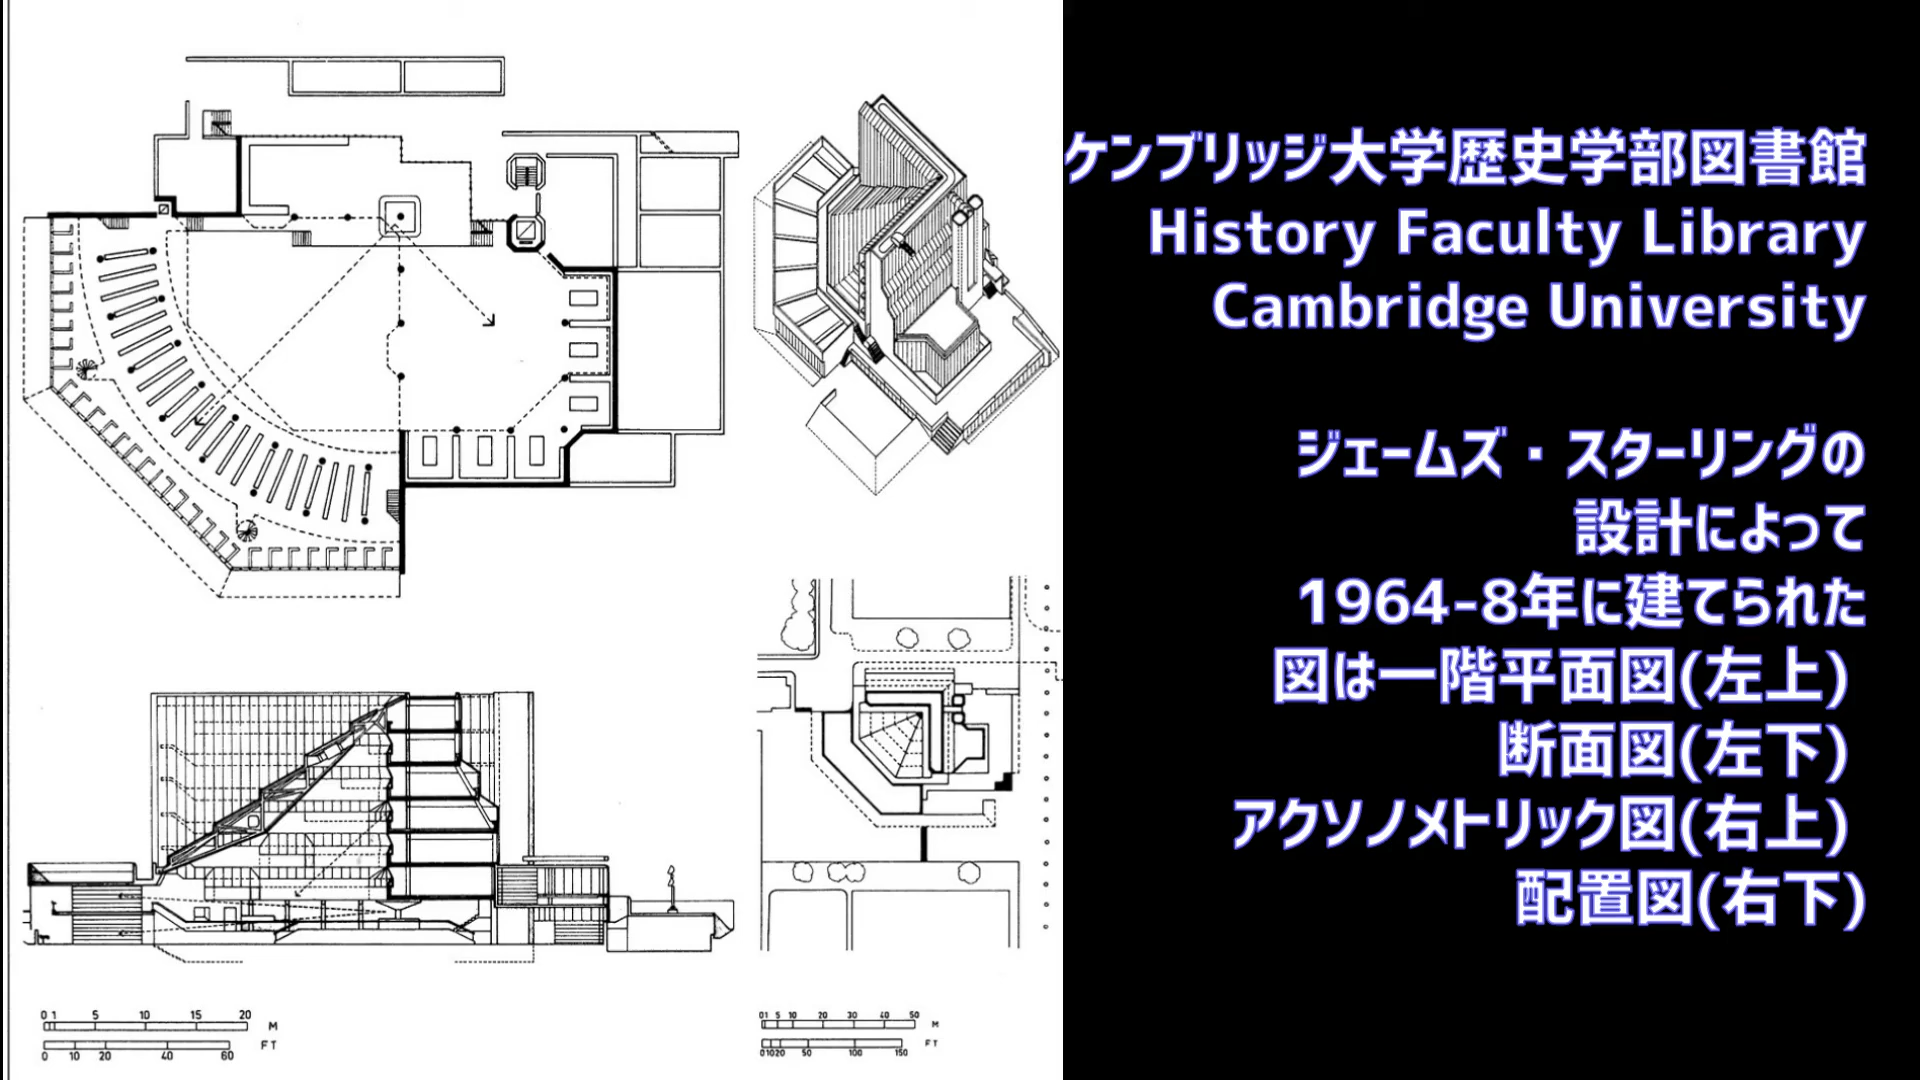 ケンブリッジ大学歴史学部図書館
History Faculty Library
Cambridge University
ジェームズ・スターリングの
設計によって
1964-8年に建てられた
図は一階平面図(左上)
断面図(左下)
アクソノメトリック図(右上)
配置図(右下)
0 1 5 10 15 20 M
0 10 20 40 60 FT
0 1 5 10 20 30 40 50 M
0 10 20 50 100 150 FT